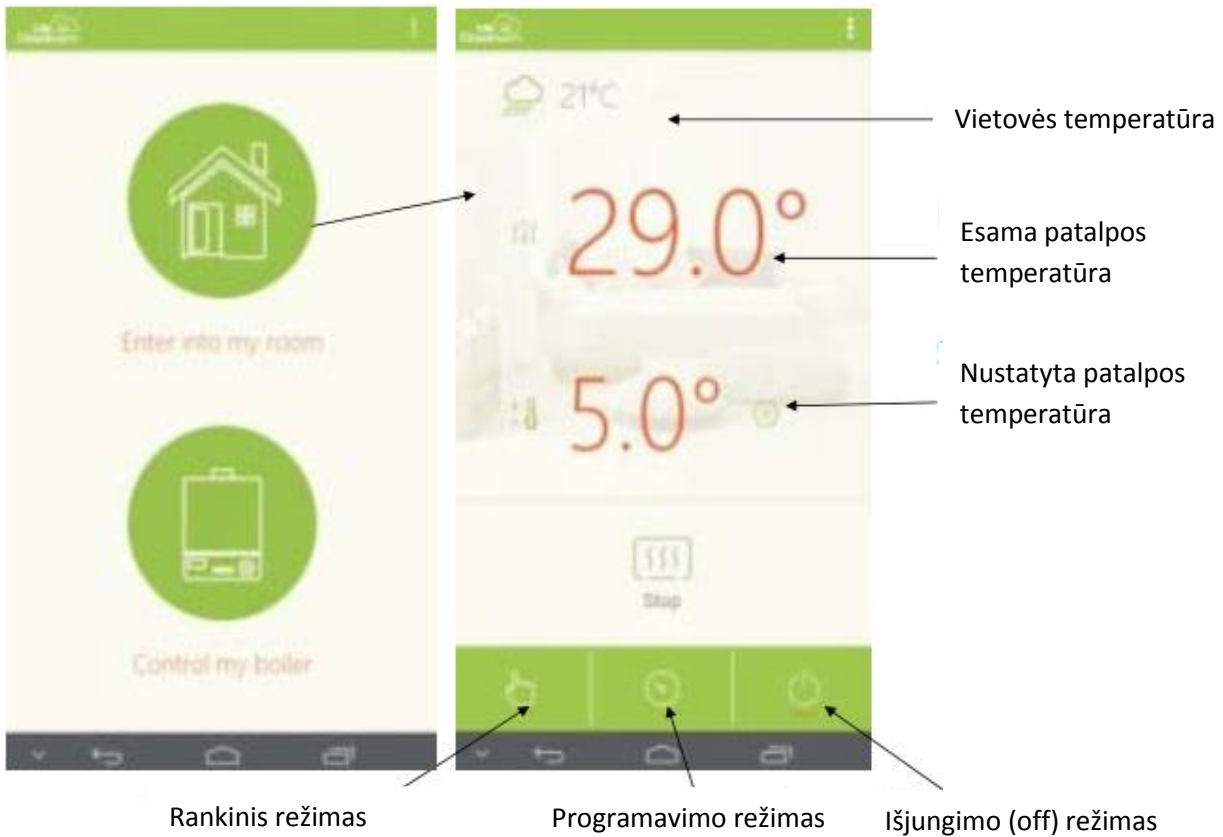 21°C
Vietovės temperatūra
29.0°
Esama patalpos
temperatūra
Enter into my room
5.0°
Nustatyta patalpos
temperatūra
Stop
Control my boiler
Rankinis režimas
Programavimo režimas
Išjungimo (off) režimas